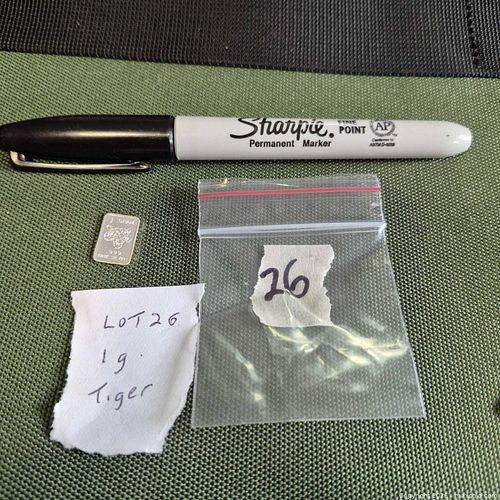 Sharpie.
FINE
POINT
Permanent Marker
AP
26
LOT 26
1g.
Tiger